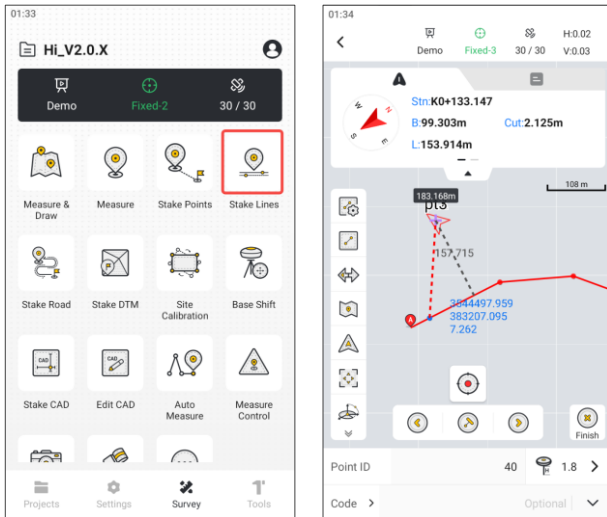 01:33
Hi_V2.0.X
Demo
Fixed-2
30 / 30
Measure & Draw
Measure
Stake Points
Stake Lines
Stake Road
Stake DTM
Site Calibration
Base Shift
CAD
CAD
Stake CAD
Edit CAD
Auto Measure
Measure Control
Projects
Settings
Survey
Tools
01:34
Demo
Fixed-3
30 / 30
H:0.02
V:0.03
W
N
S
E
Stn:K0+133.147
B:99.303m
Cut:2.125m
L:153.914m
108 m
183.168m
pt3
157.715
3844497.959
383207.095
7.262
A
Finish
Point ID
40
1.8
Code
Optional